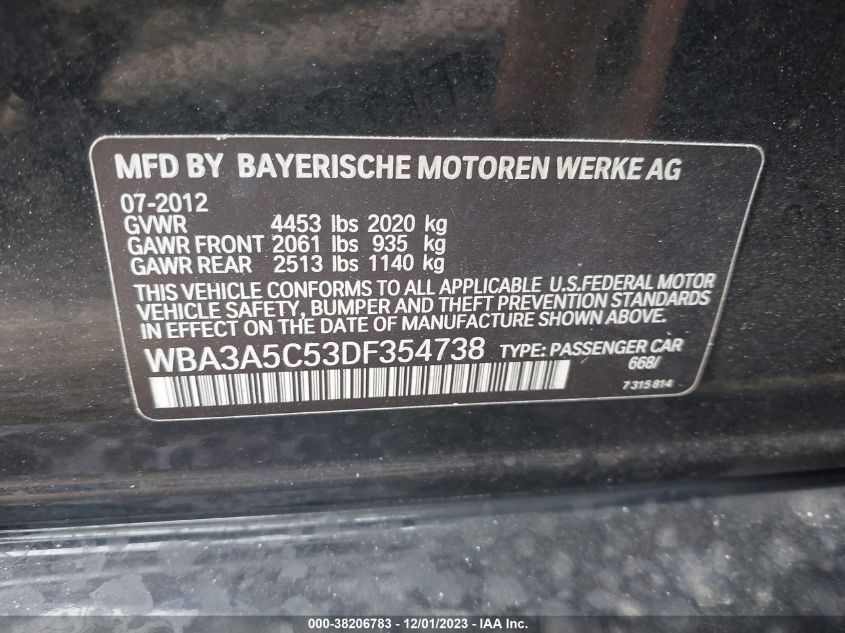 MFD BY BAYERISCHE MOTOREN WERKE AG
07-2012
GVWR 4453 lbs 2020 kg
GAWR FRONT 2061 lbs 935 kg
GAWR REAR 2513 lbs 1140 kg
THIS VEHICLE CONFORMS TO ALL APPLICABLE U.S.FEDERAL MOTOR
VEHICLE SAFETY, BUMPER AND THEFT PREVENTION STANDARDS
IN EFFECT ON THE DATE OF MANUFACTURE SHOWN ABOVE.
WBA3A5C53DF354738 TYPE: PASSENGER CAR
668/
7 315 814
000-38206783 - 12/01/2023 - IAA Inc.